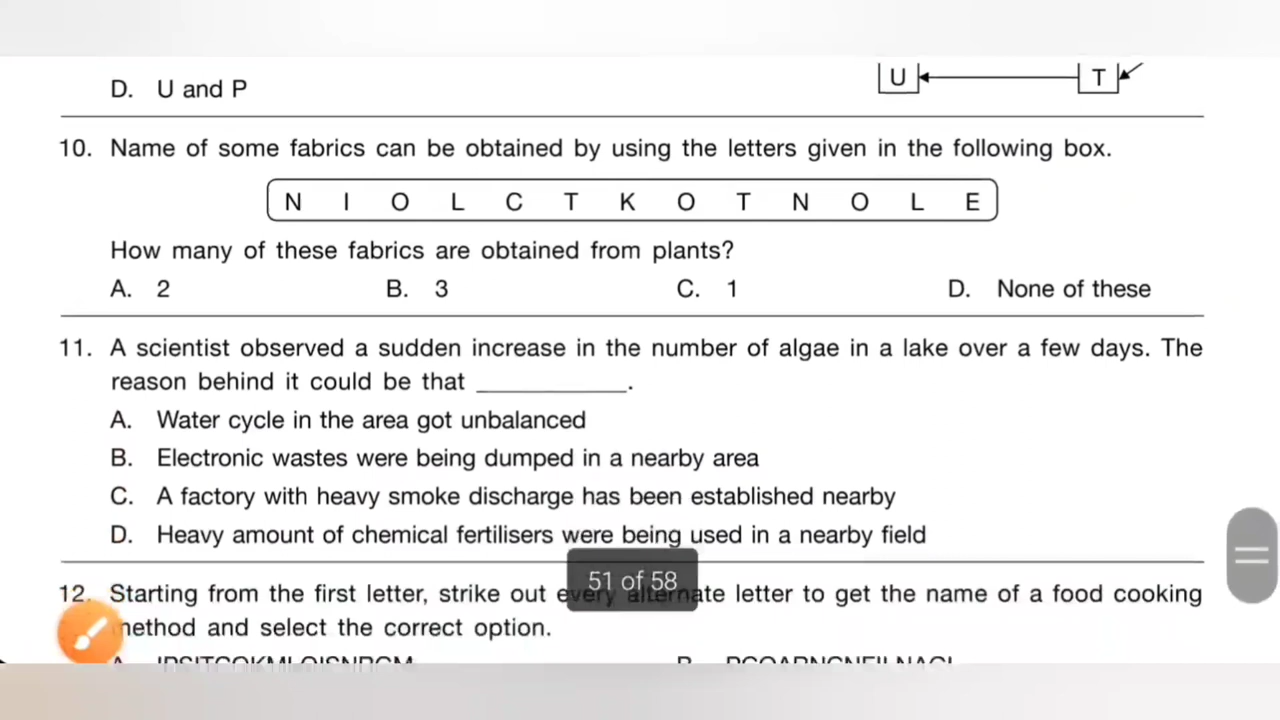 D. U and P
U T
10. Name of some fabrics can be obtained by using the letters given in the following box.
N I O L C T K O T N O L E
How many of these fabrics are obtained from plants?
A. 2 B. 3 C. 1 D. None of these
11. A scientist observed a sudden increase in the number of algae in a lake over a few days. The
reason behind it could be that ___________.
A. Water cycle in the area got unbalanced
B. Electronic wastes were being dumped in a nearby area
C. A factory with heavy smoke discharge has been established nearby
D. Heavy amount of chemical fertilisers were being used in a nearby field
51 of 58
12. Starting from the first letter, strike out every alternate letter to get the name of a food cooking
method and select the correct option.